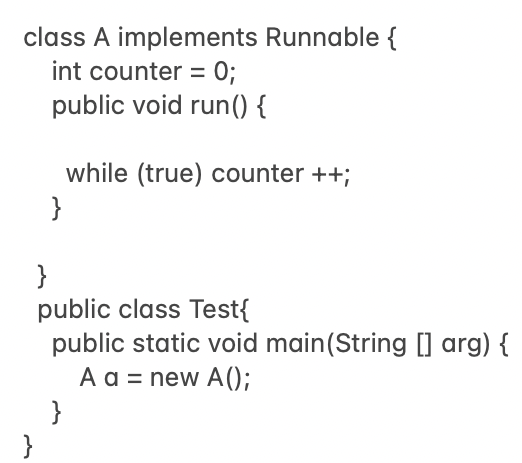 class A implements Runnable {
int counter = 0;
public void run() {
while (true) counter ++;
}
}
public class Test{
public static void main(String [] arg) {
A a = new A();
}
}